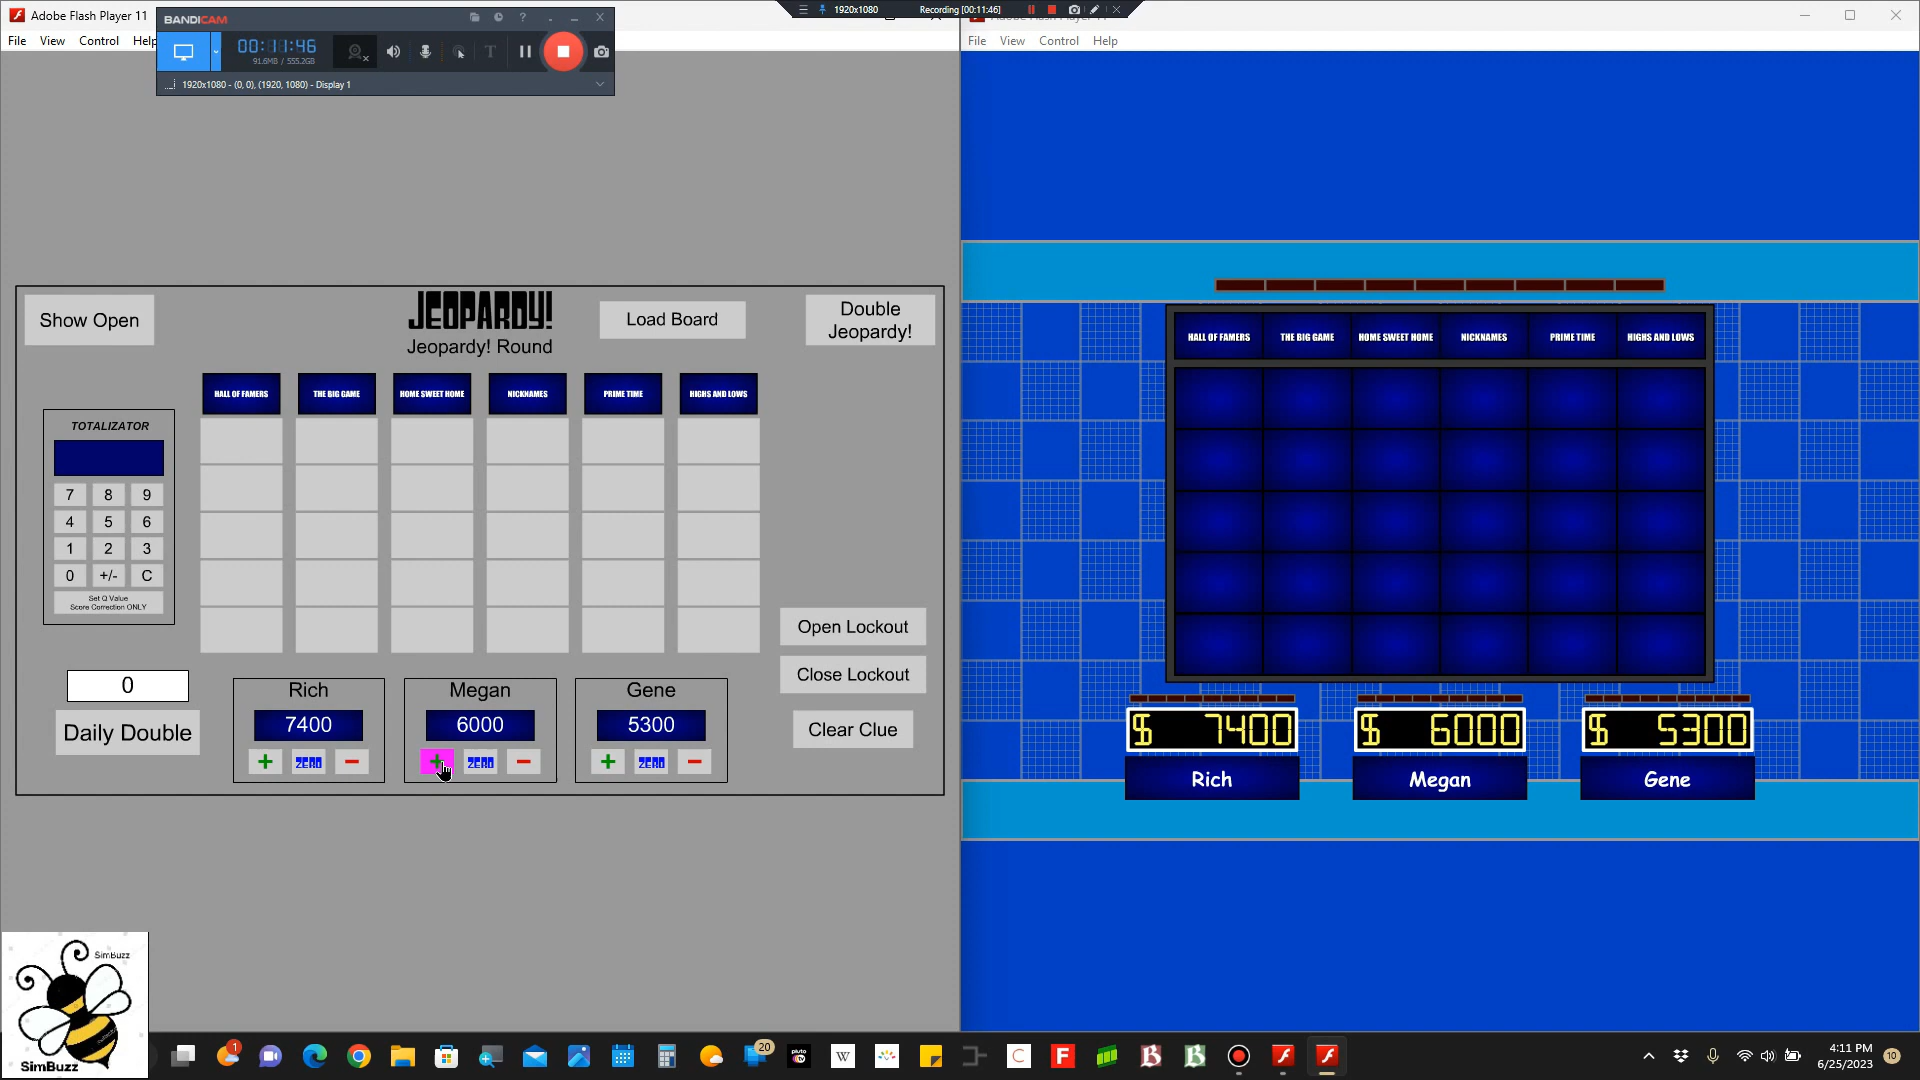 Adobe Flash Player 11
File View Control Help
BANDICAM
00:11:46
91.6MB / 555.2GB
1920x1080 - (0, 0), (1920, 1080) - Display 1
1920x1080 Recording [00:11:46]
File View Control Help
Show Open
JEOPARDY!
Jeopardy! Round
Load Board
Double
Jeopardy!
HALL OF FAMERS THE BIG GAME HOME SWEET HOME NICKNAMES PRIME TIME HIGHS AND LOWS
TOTALIZATOR
7 8 9
4 5 6
1 2 3
0 +/- C
Set Q Value
Score Correction ONLY
0
Daily Double
Rich
7400
+ ZERO -
Megan
6000
+ ZERO -
Gene
5300
+ ZERO -
Open Lockout
Close Lockout
Clear Clue
HALL OF FAMERS THE BIG GAME HOME SWEET HOME NICKNAMES PRIME TIME HIGHS AND LOWS
$ 7400 $ 6000 $ 5300
Rich Megan Gene
SimBuzz
SimBuzz
1
20
pluto tv
W
C
F
B
B
4:11 PM
6/25/2023
10